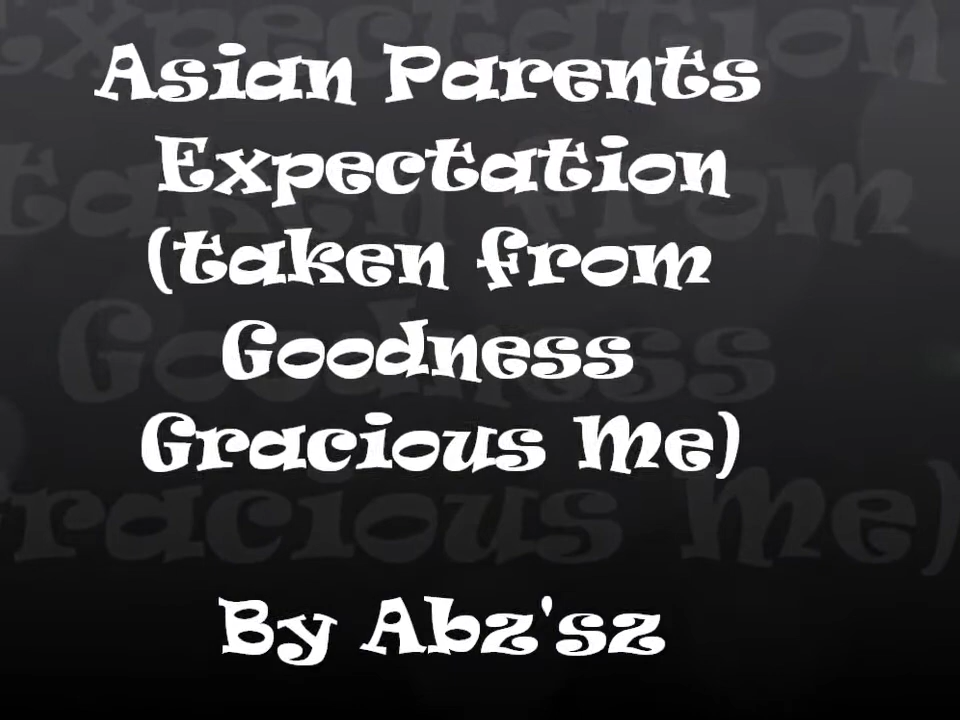 Asian Parents
Expectation
(taken from
Goodness
Gracious Me)
By Abz'sz